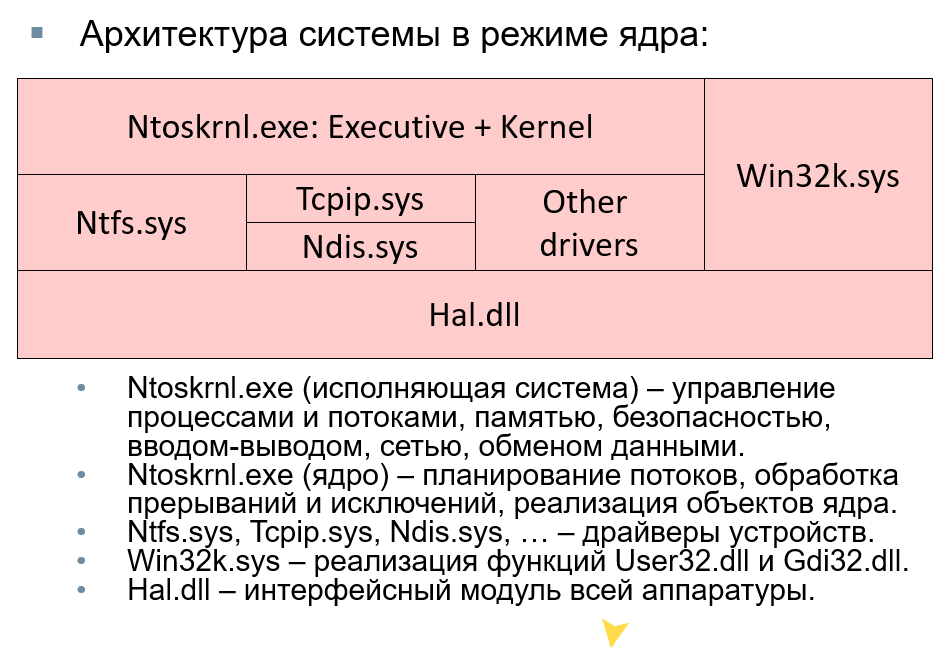 Архитектура системы в режиме ядра:
Ntoskrnl.exe: Executive + Kernel
Win32k.sys
Ntfs.sys
Tcpip.sys
Ndis.sys
Other
drivers
Hal.dll
Ntoskrnl.exe (исполняющая система) – управление
процессами и потоками, памятью, безопасностью,
вводом-выводом, сетью, обменом данными.
Ntoskrnl.exe (ядро) – планирование потоков, обработка
прерываний и исключений, реализация объектов ядра.
Ntfs.sys, Tcpip.sys, Ndis.sys, … – драйверы устройств.
Win32k.sys – реализация функций User32.dll и Gdi32.dll.
Hal.dll – интерфейсный модуль всей аппаратуры.